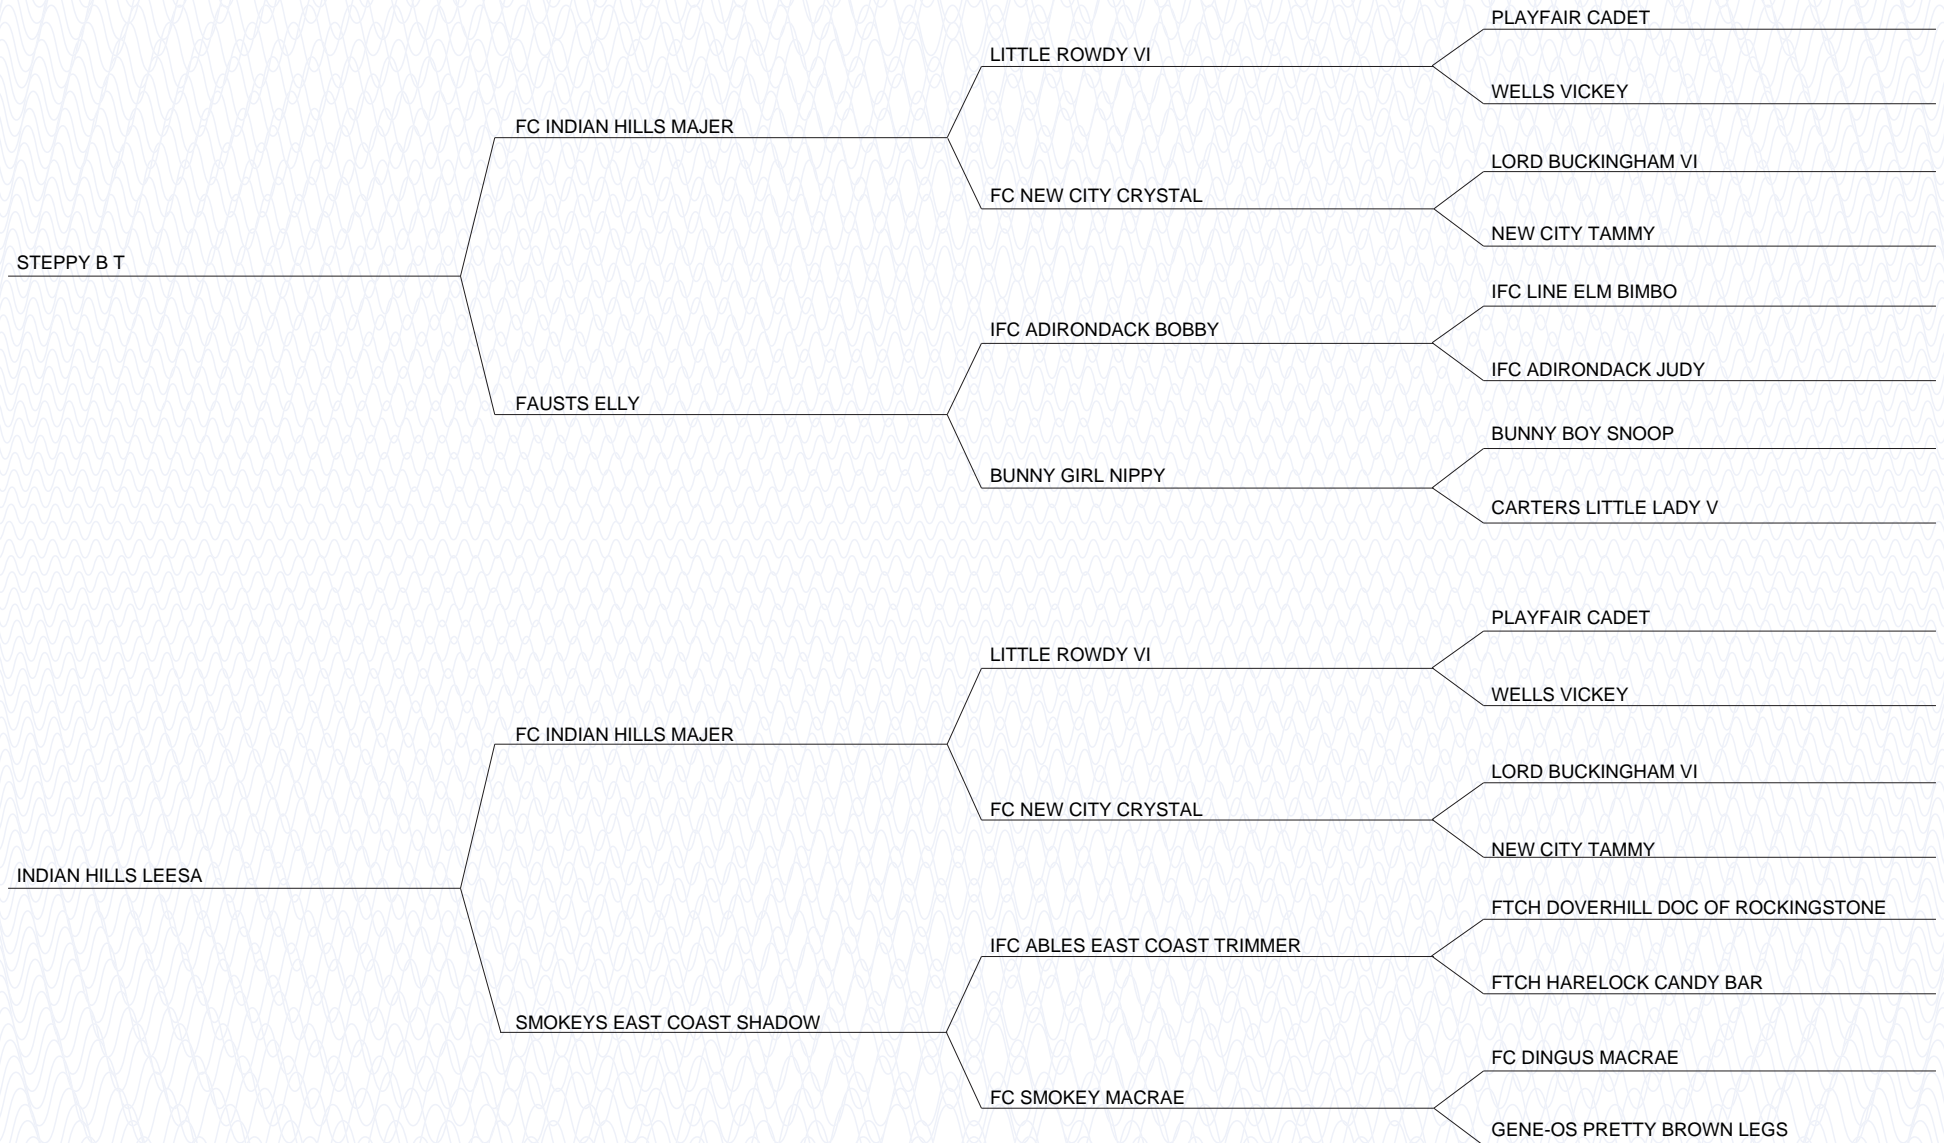 PLAYFAIR CADET
LITTLE ROWDY VI
WELLS VICKEY
FC INDIAN HILLS MAJER
LORD BUCKINGHAM VI
FC NEW CITY CRYSTAL
NEW CITY TAMMY
STEPPY B T
IFC LINE ELM BIMBO
IFC ADIRONDACK BOBBY
IFC ADIRONDACK JUDY
FAUSTS ELLY
BUNNY BOY SNOOP
BUNNY GIRL NIPPY
CARTERS LITTLE LADY V
PLAYFAIR CADET
LITTLE ROWDY VI
WELLS VICKEY
FC INDIAN HILLS MAJER
LORD BUCKINGHAM VI
FC NEW CITY CRYSTAL
NEW CITY TAMMY
INDIAN HILLS LEESA
FTCH DOVERHILL DOC OF ROCKINGSTONE
IFC ABLES EAST COAST TRIMMER
FTCH HARELOCK CANDY BAR
SMOKEYS EAST COAST SHADOW
FC DINGUS MACRAE
FC SMOKEY MACRAE
GENE-OS PRETTY BROWN LEGS